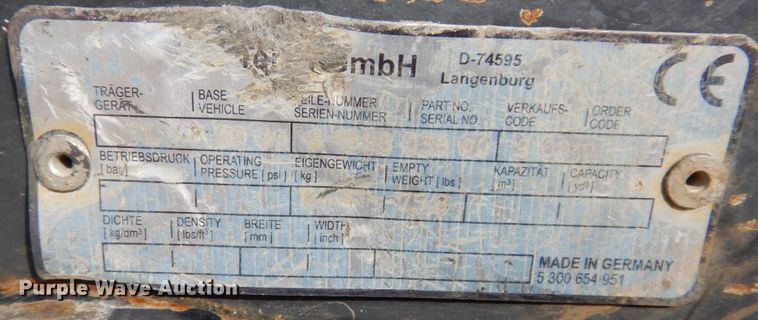 GmbH D-74595
Langenburg
CE
TRÄGER-GERÄT BASE VEHICLE TEILE-NUMMER SERIEN-NUMMER PART NO. SERIAL NO. VERKAUFS-CODE ORDER CODE
BETRIEBSDRUCK [ bar] OPERATING PRESSURE [ psi ] EIGENGEWICHT [ kg] EMPTY WEIGHT [ lbs] KAPAZITÄT [ m³] CAPACITY [ yd³]
DICHTE [ kg/dm³] DENSITY [ lbs/ft³] BREITE [ mm] WIDTH [ inch]
MADE IN GERMANY
5 300 654 951
Purple Wave Auction